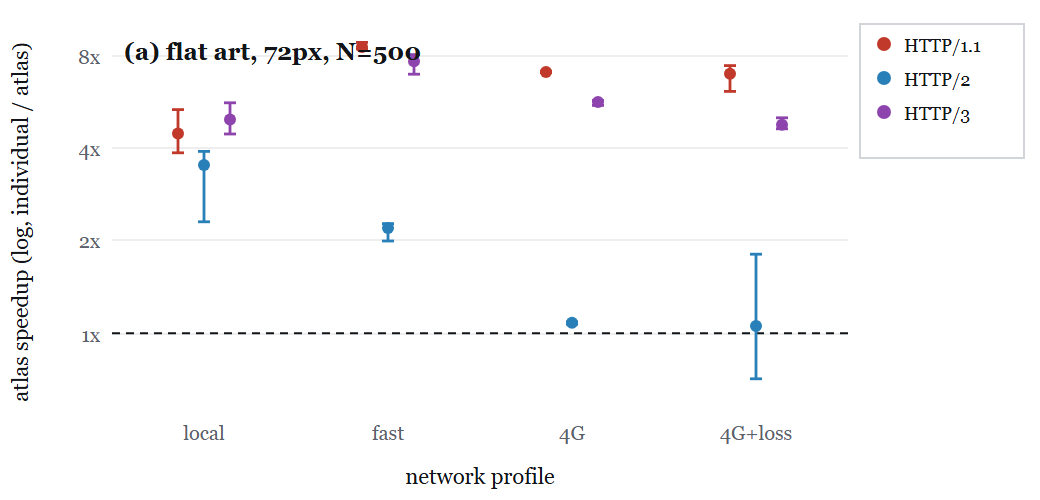 (a) flat art, 72px, N=500
8x
4x
2x
1x
atlas speedup (log, individual / atlas)
local
fast
4G
4G+loss
network profile
HTTP/1.1
HTTP/2
HTTP/3